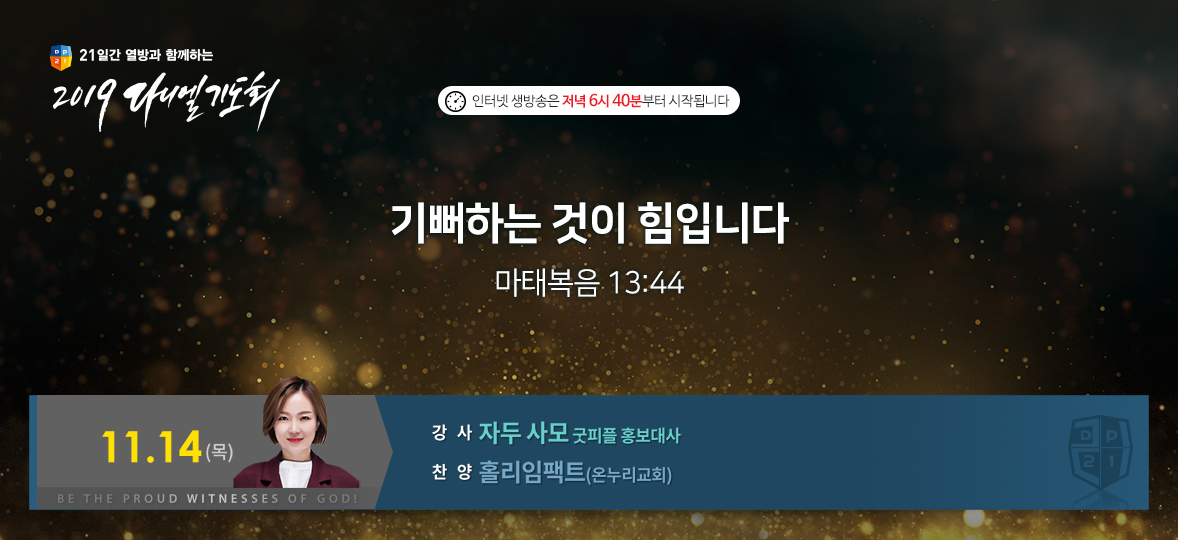 DP
21
21일간 열방과 함께하는
2019 다니엘기도회
인터넷 생방송은 저녁 6시 40분부터 시작됩니다
기뻐하는 것이 힘입니다
마태복음 13:44
11.14(목)
BE THE PROUD WITNESSES OF GOD!
강 사 자두 사모 굿피플 홍보대사
찬 양 홀리임팩트(온누리교회)
DP
21